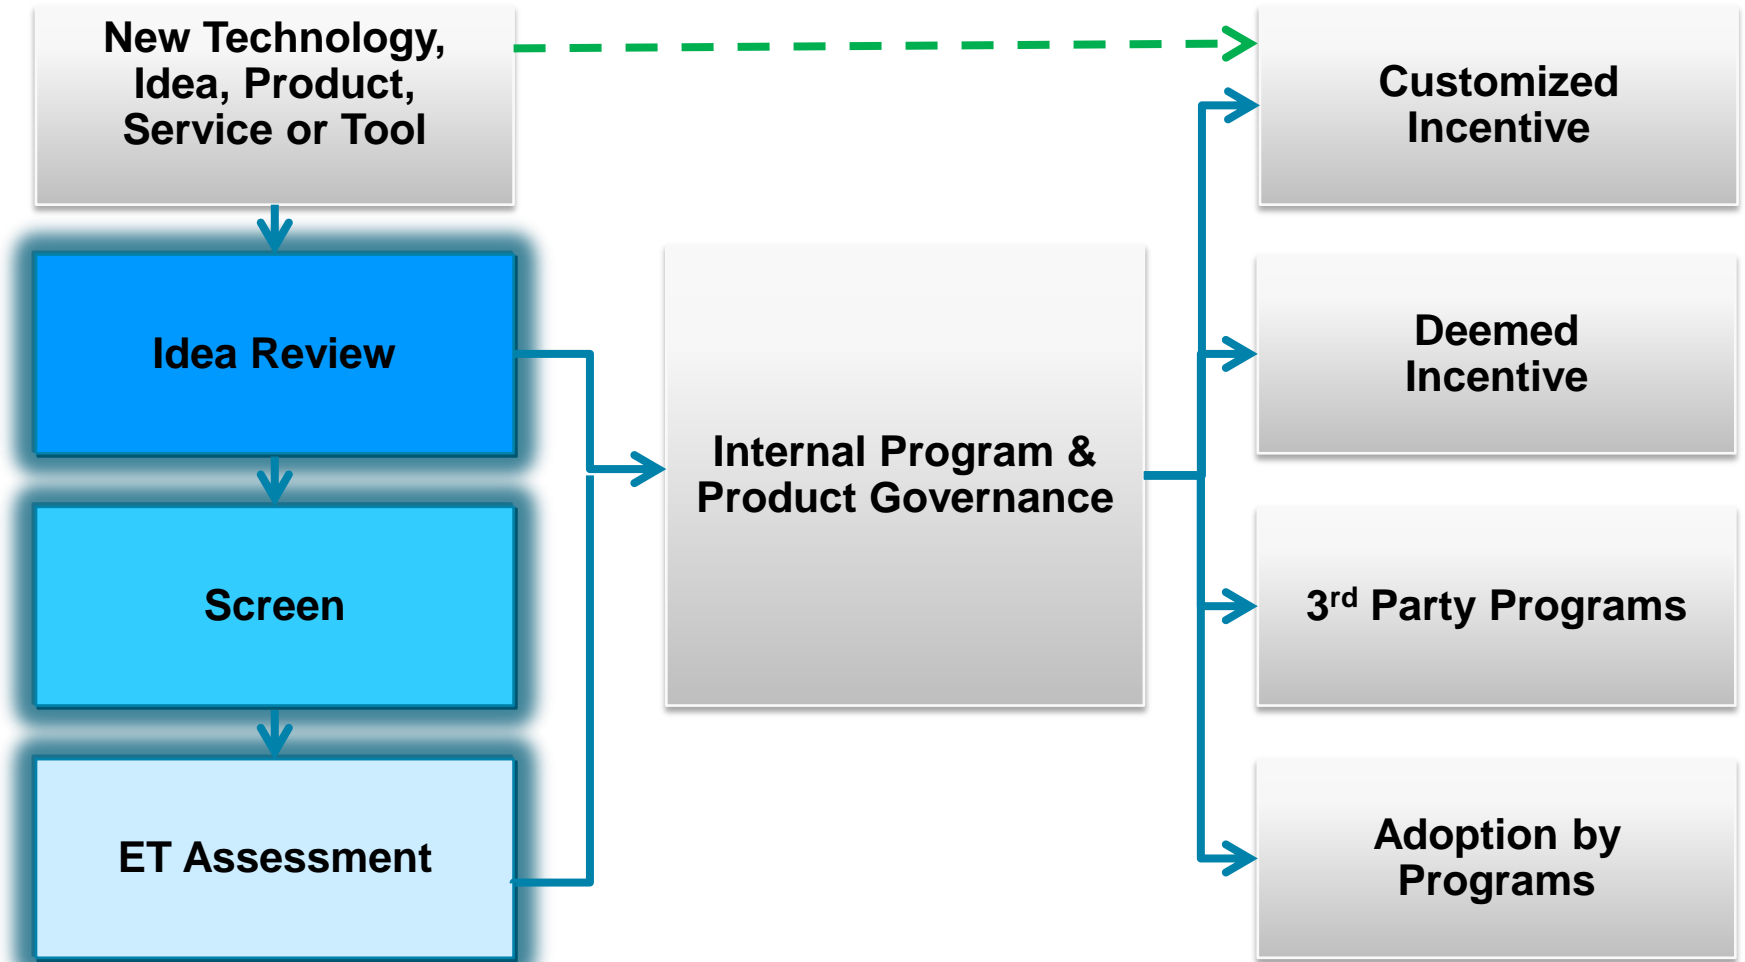 New Technology,
Idea, Product,
Service or Tool
Customized
Incentive
Idea Review
Deemed
Incentive
Internal Program &
Product Governance
Screen
3rd Party Programs
ET Assessment
Adoption by
Programs